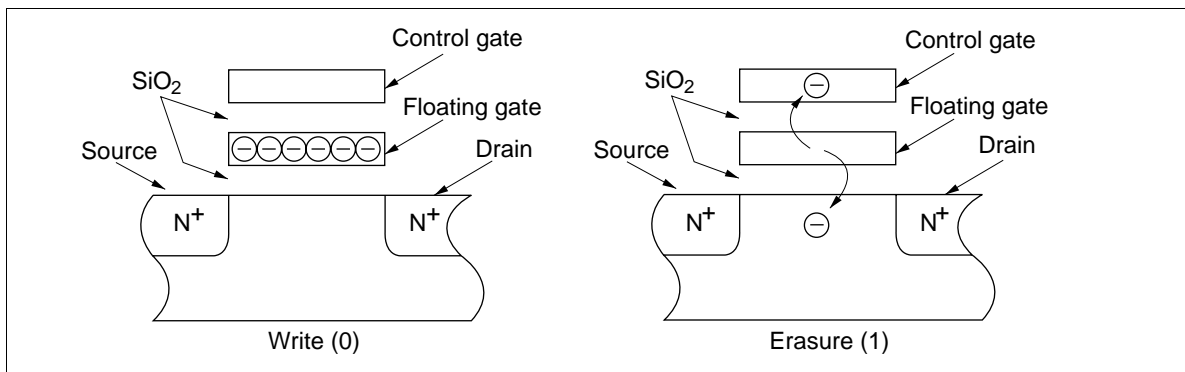 Control gate
SiO2
Floating gate
Source
Drain
N+
N+
Write (0)
Control gate
SiO2
Floating gate
Source
Drain
N+
N+
Erasure (1)